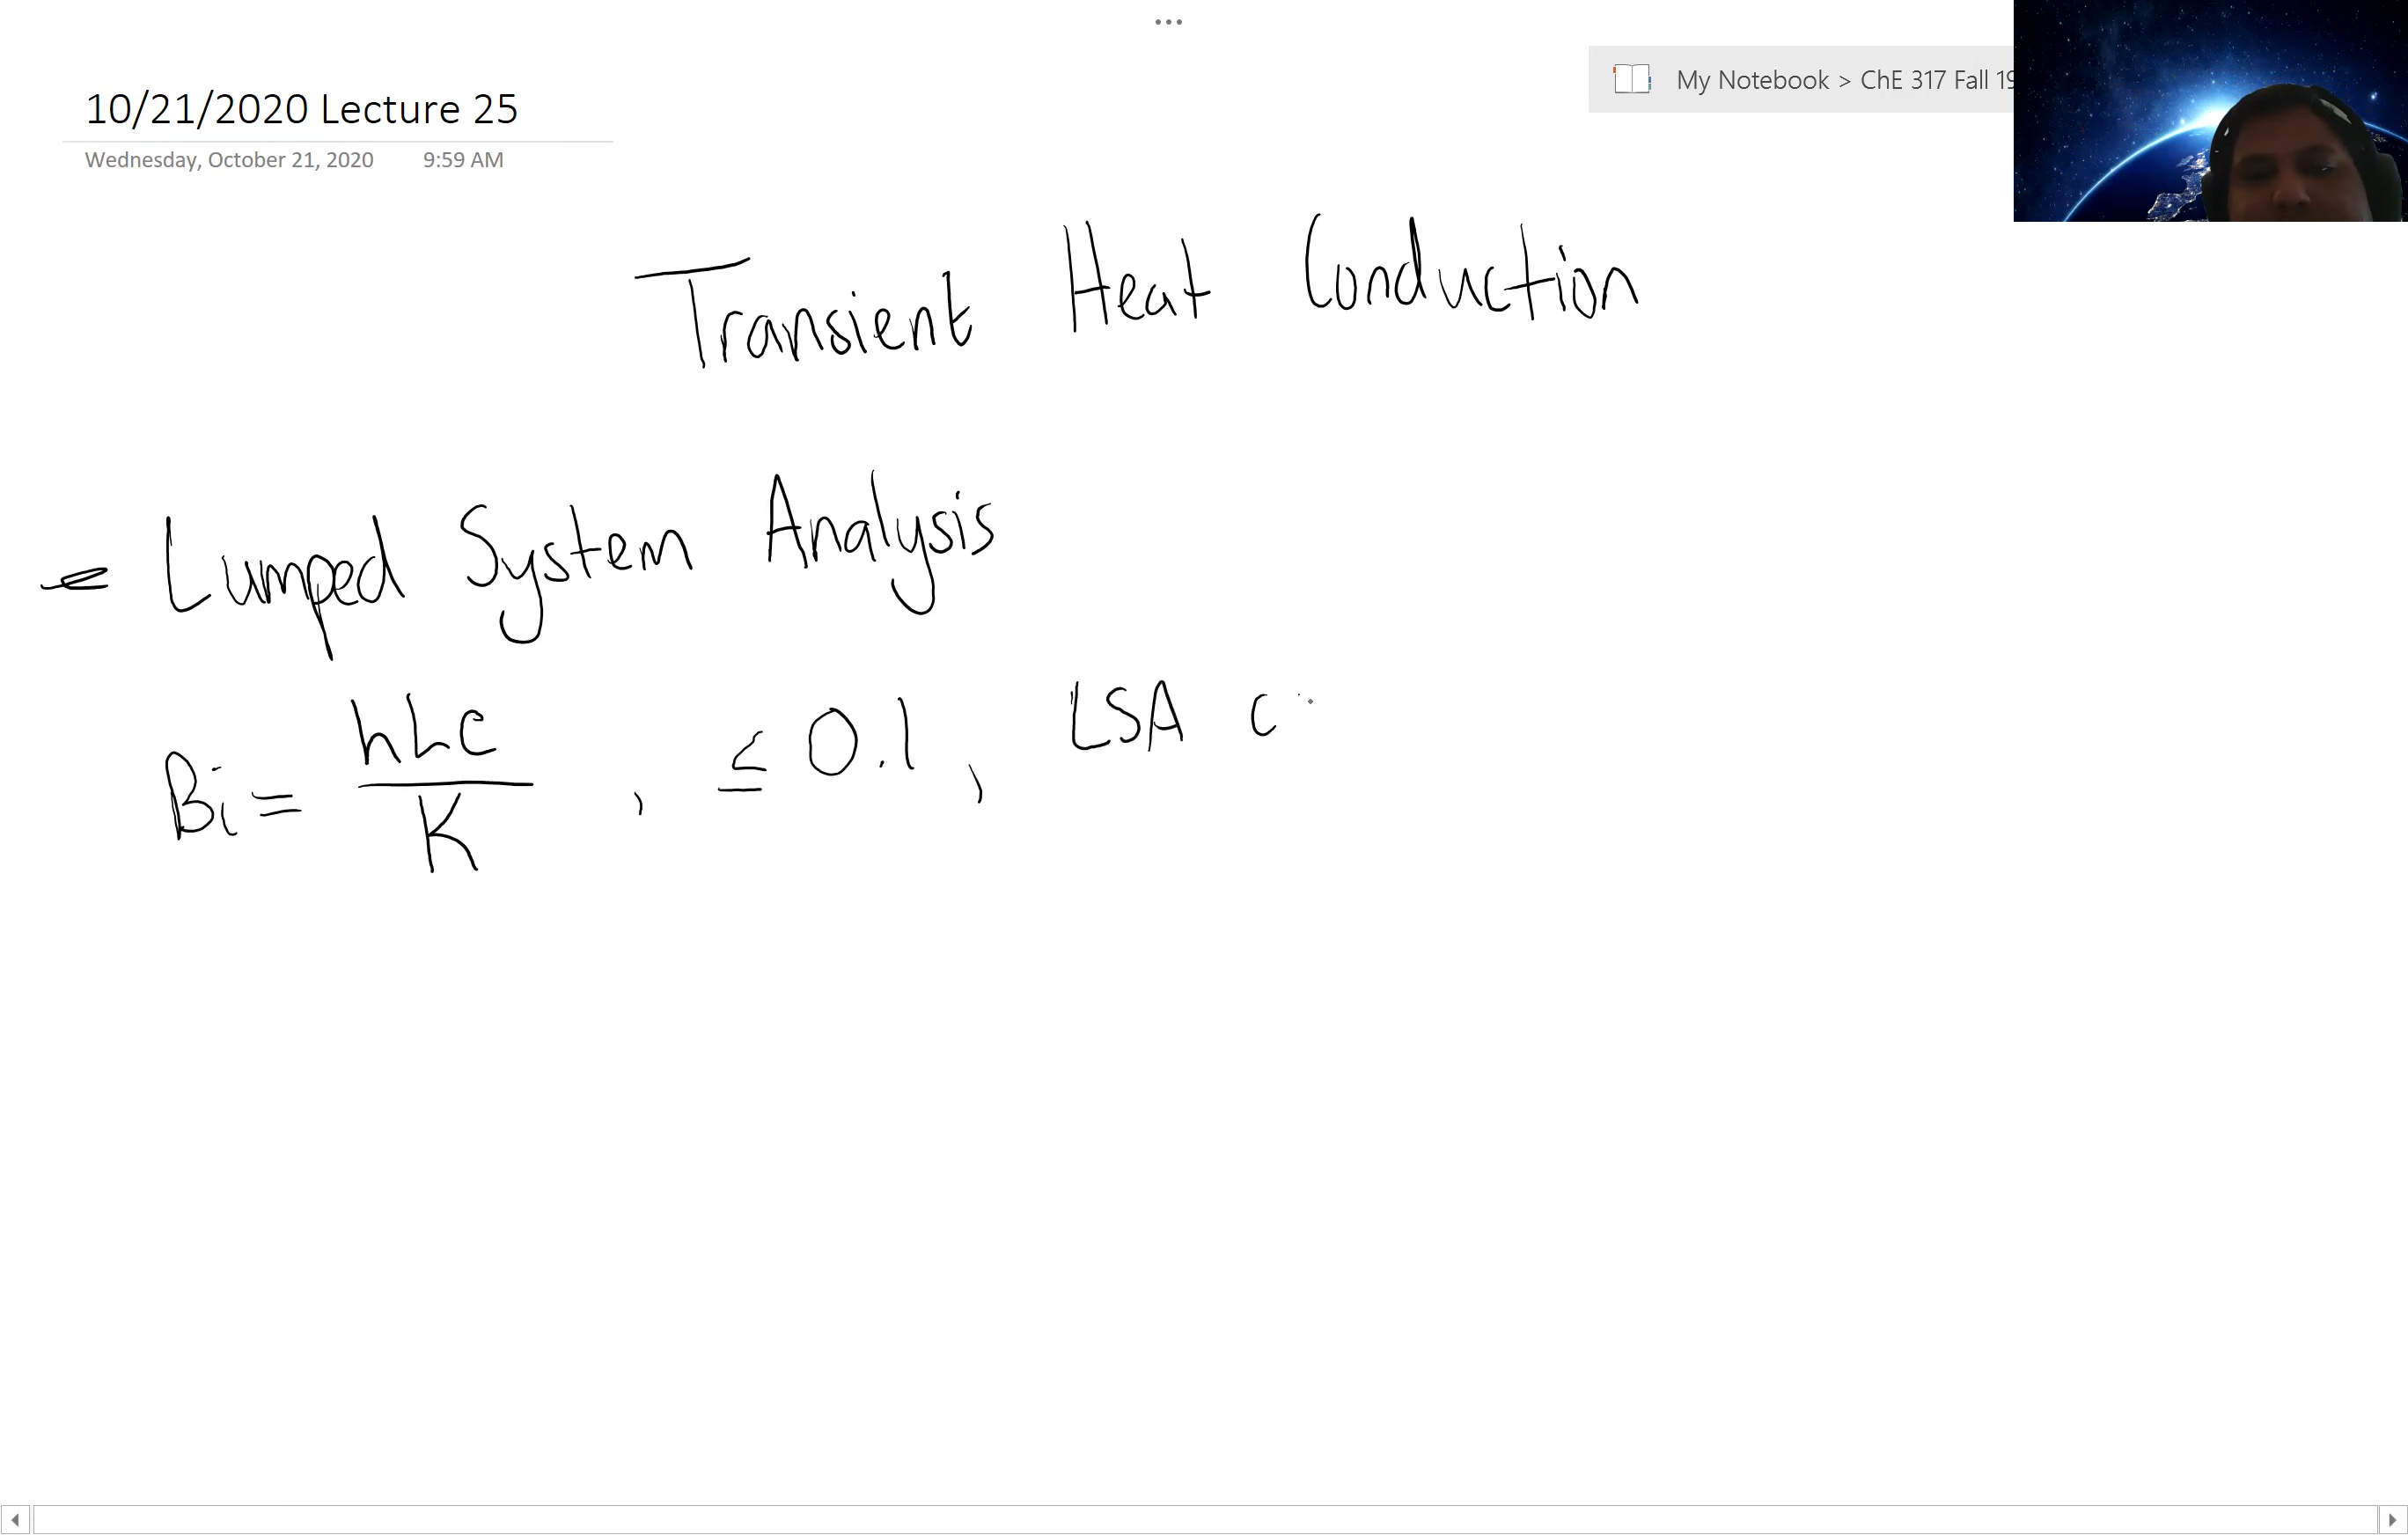 10/21/2020 Lecture 25
Wednesday, October 21, 2020 9:59 AM
My Notebook > ChE 317 Fall 19
Transient Heat Conduction
Lumped System Analysis
Bi = hLc / K , ≤ 0.1 , LSA c